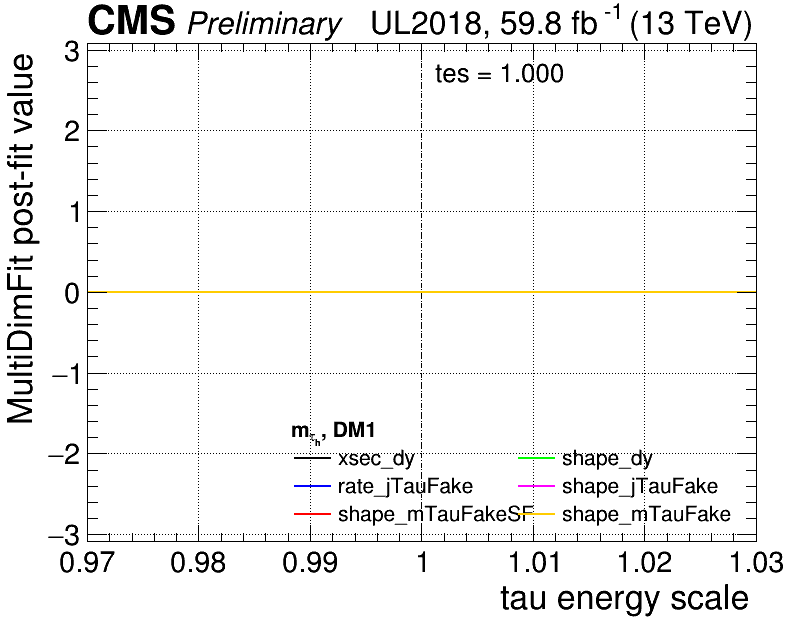 CMS Preliminary UL2018, 59.8 fb⁻¹ (13 TeV)
MultiDimFit post-fit value
3
2
1
0
−1
−2
−3
tes = 1.000
m_τh, DM1
xsec_dy shape_dy
rate_jTauFake shape_jTauFake
shape_mTauFakeSF shape_mTauFake
0.97 0.98 0.99 1 1.01 1.02 1.03
tau energy scale